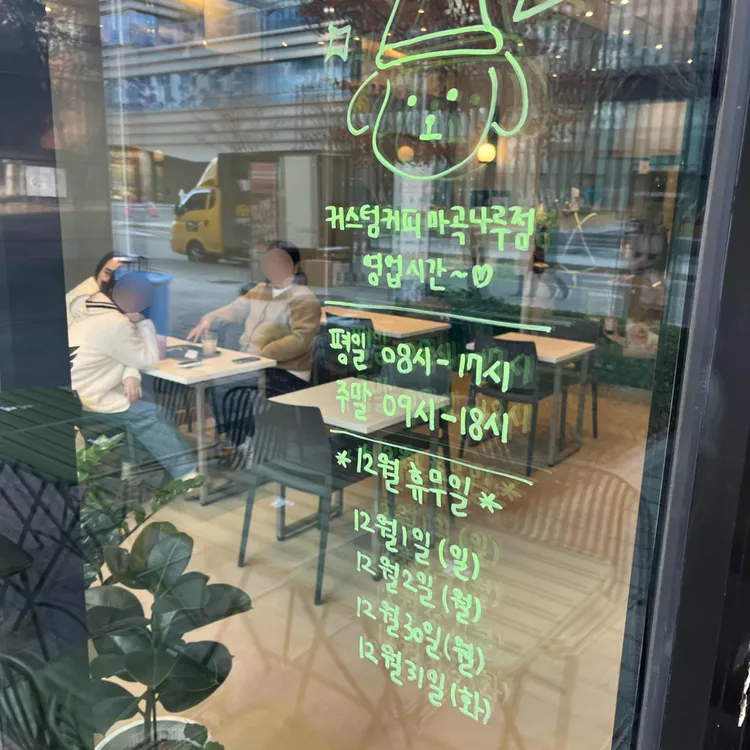 커스텀커피 마곡나루점
영업시간~♡
평일 08시-17시
주말 09시-18시
*12월 휴무일*
12월1일(일)
12월2일(월)
12월30일(월)
12월31일(화)